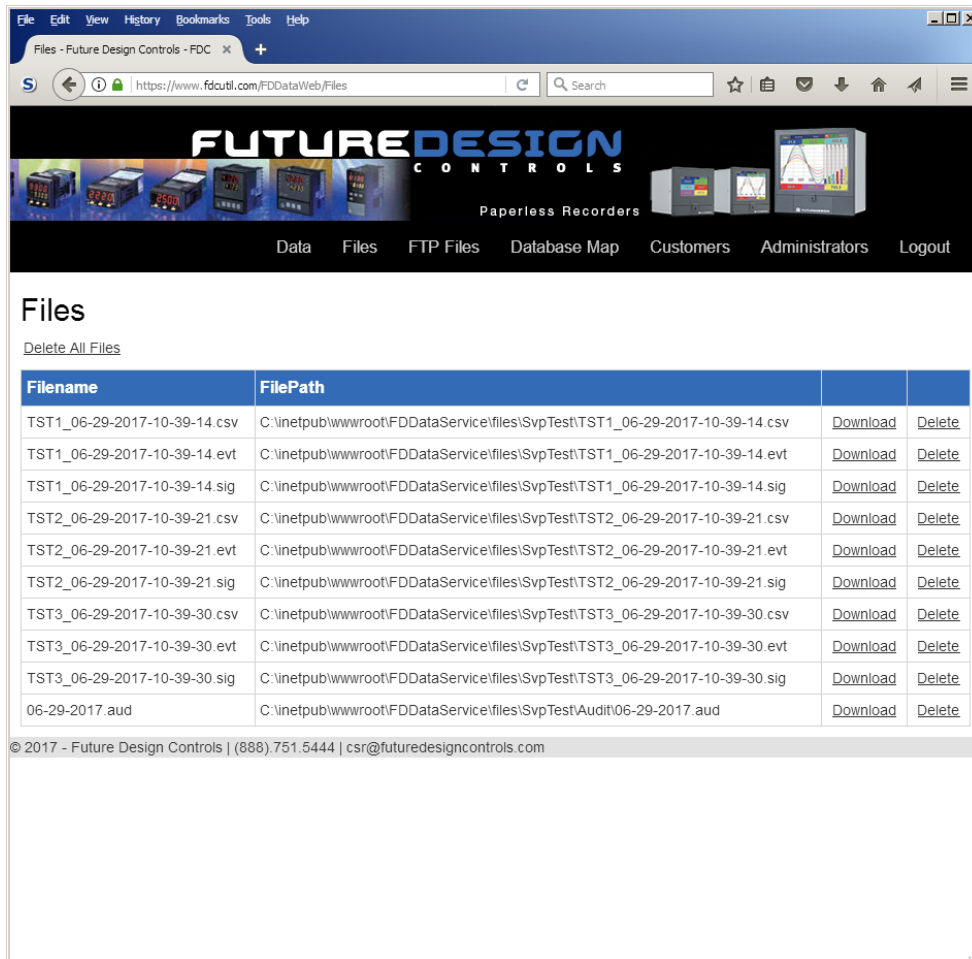 File Edit View History Bookmarks Tools Help
Files - Future Design Controls - FDC × +
S https://www.fdcutil.com/FDDataWeb/Files Search
FUTUREDESIGN
CONTROLS
Paperless Recorders
Data Files FTP Files Database Map Customers Administrators Logout
Files
Delete All Files
Filename FilePath
TST1_06-29-2017-10-39-14.csv C:\inetpub\wwwroot\FDDataService\files\SvpTest\TST1_06-29-2017-10-39-14.csv Download Delete
TST1_06-29-2017-10-39-14.evt C:\inetpub\wwwroot\FDDataService\files\SvpTest\TST1_06-29-2017-10-39-14.evt Download Delete
TST1_06-29-2017-10-39-14.sig C:\inetpub\wwwroot\FDDataService\files\SvpTest\TST1_06-29-2017-10-39-14.sig Download Delete
TST2_06-29-2017-10-39-21.csv C:\inetpub\wwwroot\FDDataService\files\SvpTest\TST2_06-29-2017-10-39-21.csv Download Delete
TST2_06-29-2017-10-39-21.evt C:\inetpub\wwwroot\FDDataService\files\SvpTest\TST2_06-29-2017-10-39-21.evt Download Delete
TST2_06-29-2017-10-39-21.sig C:\inetpub\wwwroot\FDDataService\files\SvpTest\TST2_06-29-2017-10-39-21.sig Download Delete
TST3_06-29-2017-10-39-30.csv C:\inetpub\wwwroot\FDDataService\files\SvpTest\TST3_06-29-2017-10-39-30.csv Download Delete
TST3_06-29-2017-10-39-30.evt C:\inetpub\wwwroot\FDDataService\files\SvpTest\TST3_06-29-2017-10-39-30.evt Download Delete
TST3_06-29-2017-10-39-30.sig C:\inetpub\wwwroot\FDDataService\files\SvpTest\TST3_06-29-2017-10-39-30.sig Download Delete
06-29-2017.aud C:\inetpub\wwwroot\FDDataService\files\SvpTest\Audit\06-29-2017.aud Download Delete
© 2017 - Future Design Controls | (888).751.5444 | csr@futuredesigncontrols.com